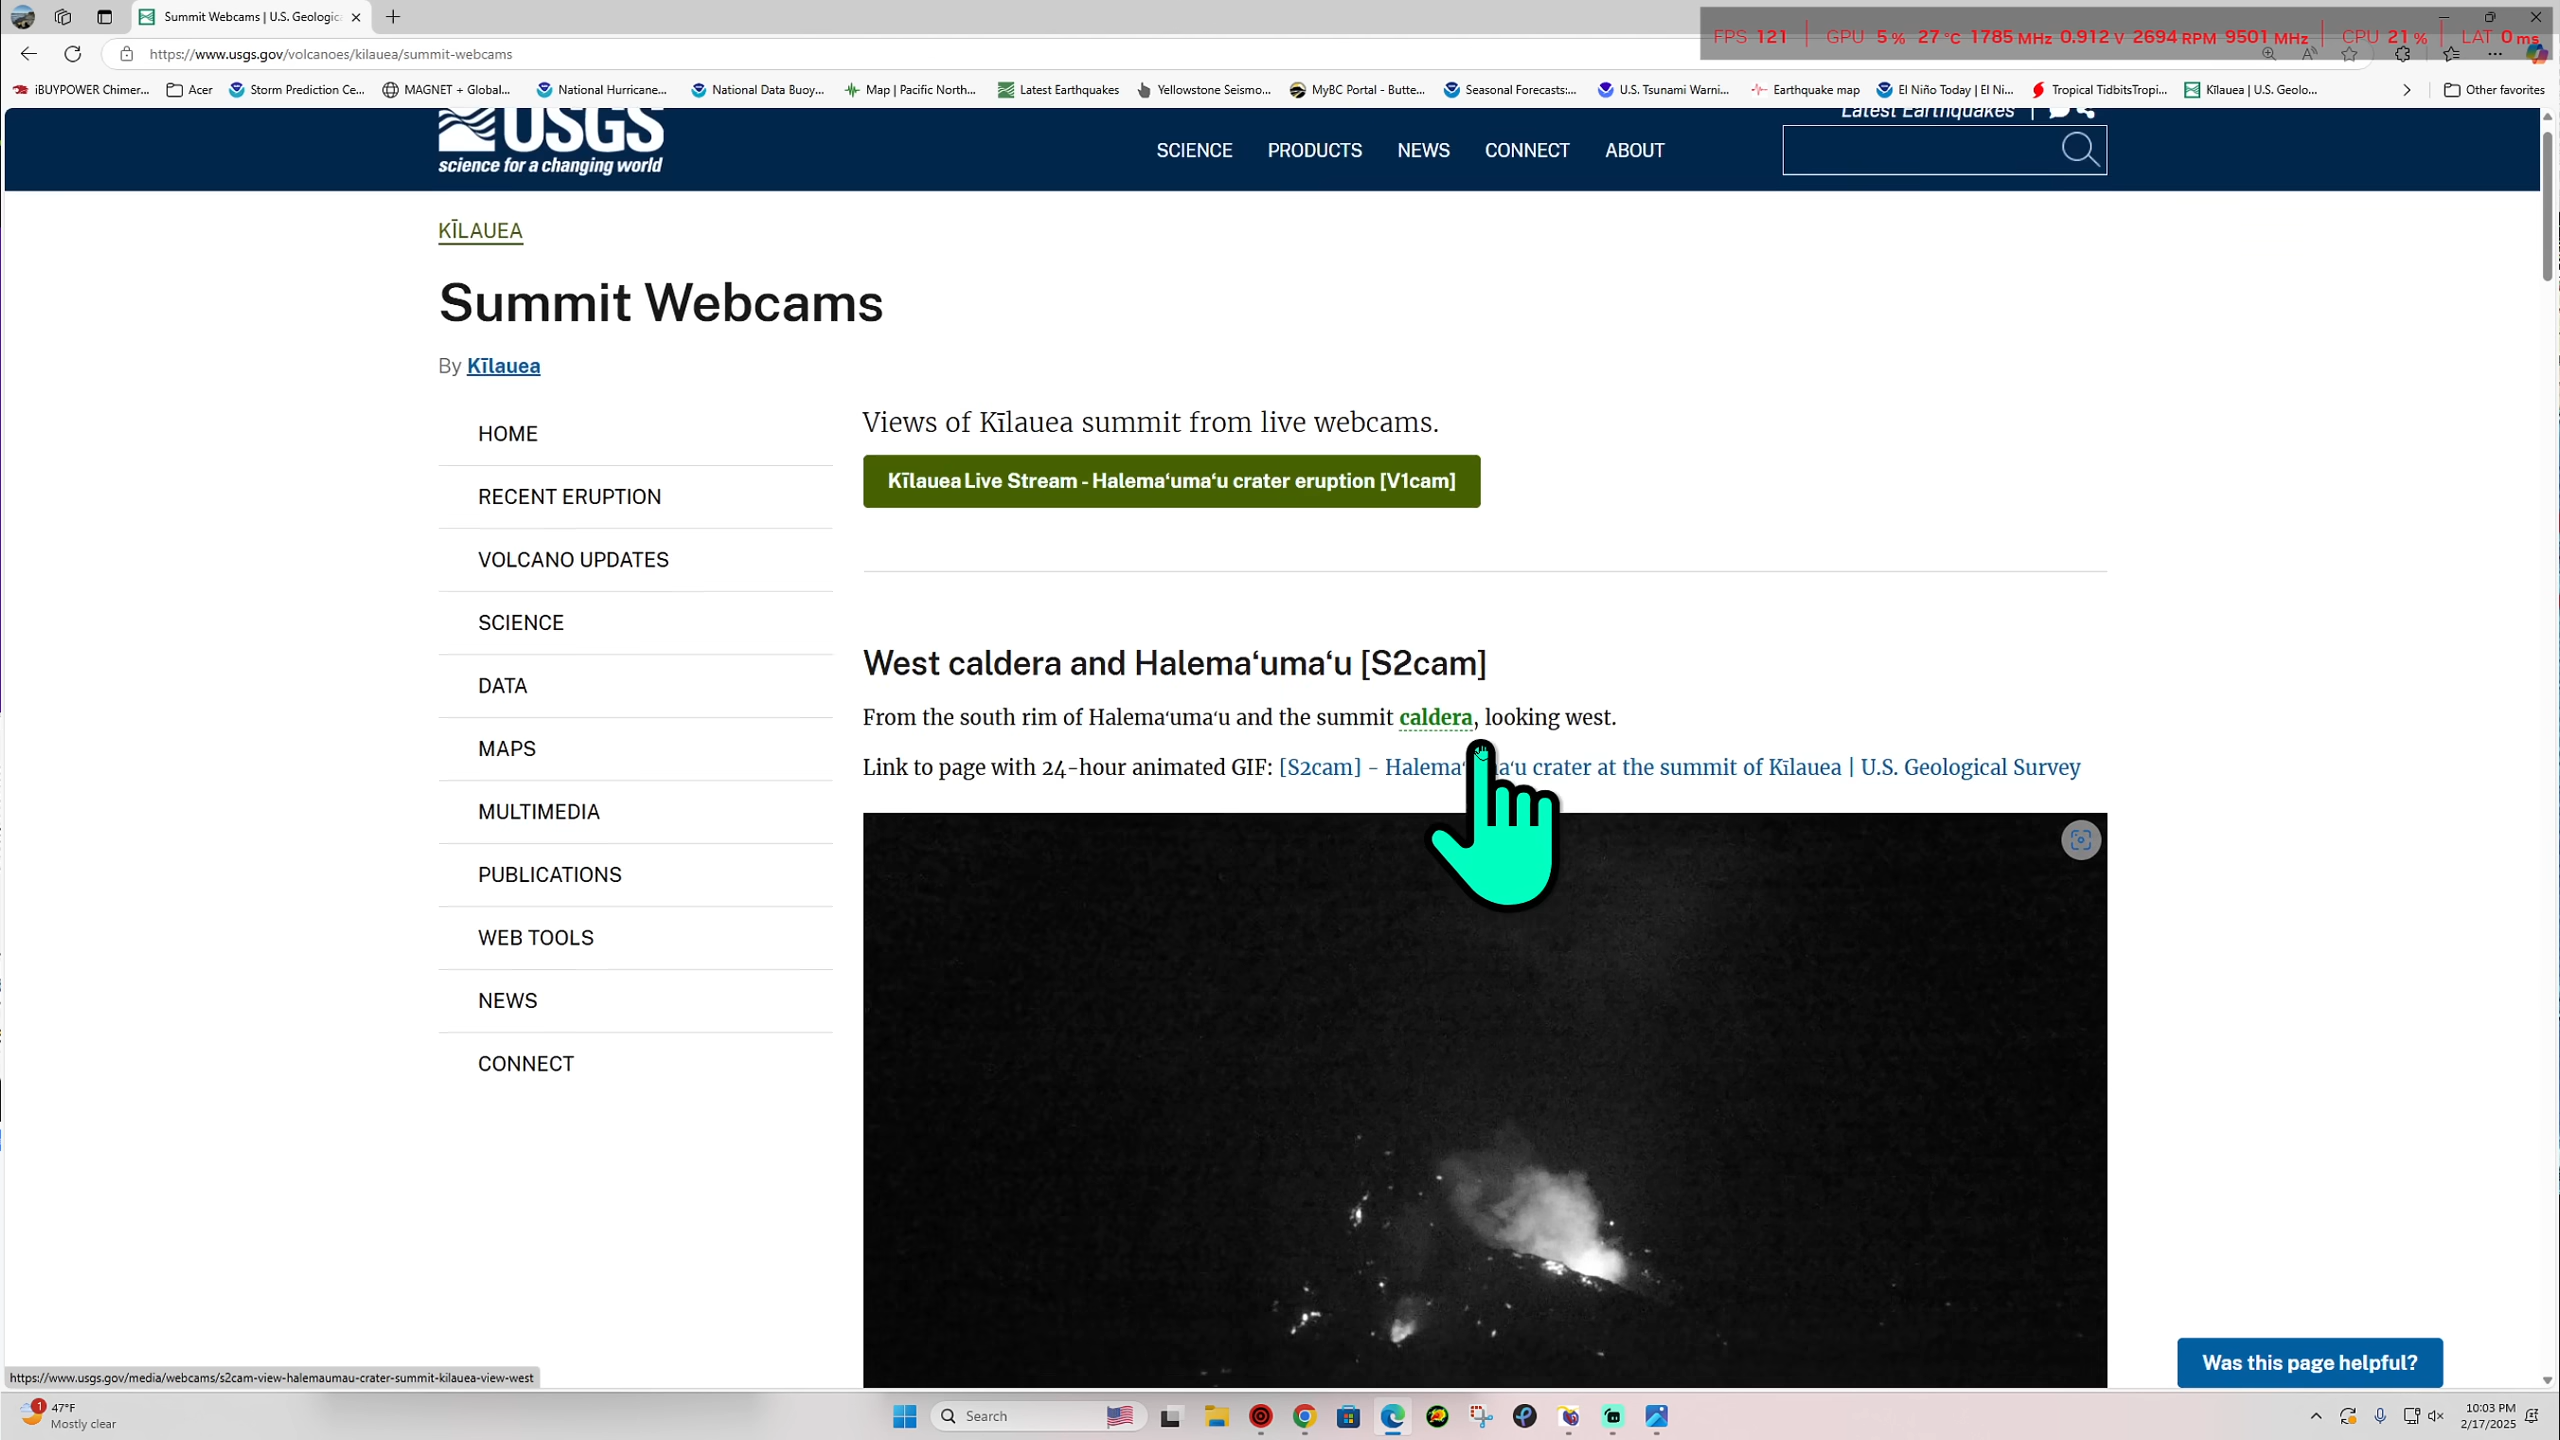 Summit Webcams | U.S. Geologic
FPS 121 GPU 5 % 27 °C 1785 MHz 0.912 V 2694 RPM 9501 MHz CPU 21 % LAT 0 ms
https://www.usgs.gov/volcanoes/kilauea/summit-webcams
iBUYPOWER Chimer... Acer Storm Prediction Ce... MAGNET + Global... National Hurricane... National Data Buoy... Map | Pacific North... Latest Earthquakes Yellowstone Seismo... MyBC Portal - Butte... Seasonal Forecasts:... U.S. Tsunami Warni... Earthquake map El Niño Today | El Ni... Tropical TidbitsTropi... Kīlauea | U.S. Geolo... Other favorites
Latest Earthquakes |
USGS
science for a changing world
SCIENCE PRODUCTS NEWS CONNECT ABOUT
KĪLAUEA
Summit Webcams
By Kīlauea
HOME
RECENT ERUPTION
VOLCANO UPDATES
SCIENCE
DATA
MAPS
MULTIMEDIA
PUBLICATIONS
WEB TOOLS
NEWS
CONNECT
Views of Kīlauea summit from live webcams.
Kīlauea Live Stream - Halemaʻumaʻu crater eruption [V1cam]
West caldera and Halemaʻumaʻu [S2cam]
From the south rim of Halemaʻumaʻu and the summit caldera, looking west.
Link to page with 24-hour animated GIF: [S2cam] - Halemaʻ aʻu crater at the summit of Kīlauea | U.S. Geological Survey
Was this page helpful?
https://www.usgs.gov/media/webcams/s2cam-view-halemaumau-crater-summit-kilauea-view-west
1
47°F
Mostly clear
Search
10:03 PM
2/17/2025